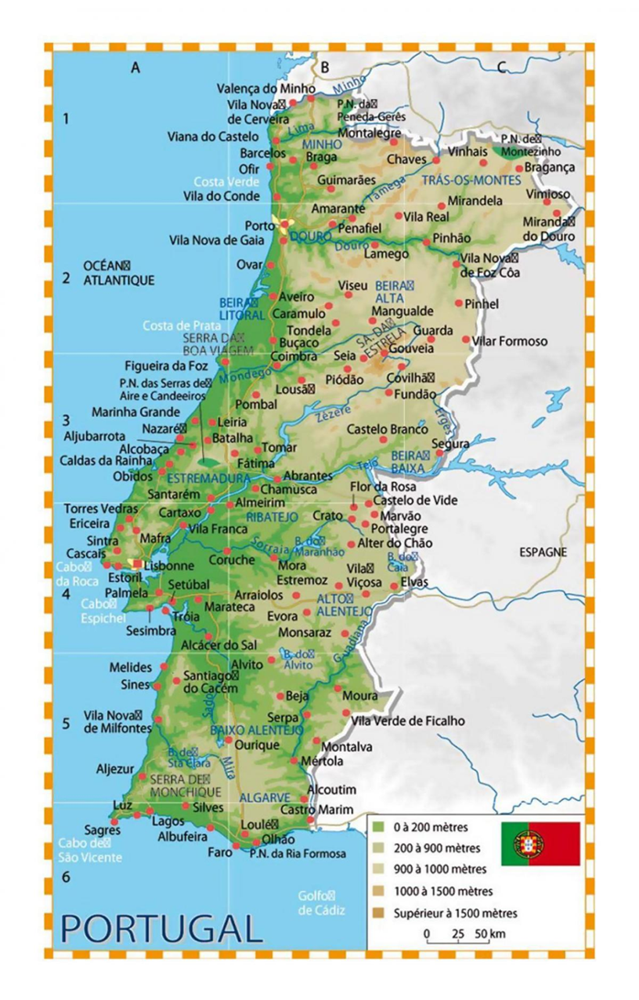 A
B
C
1
2
3
4
5
6
Valença do Minho
Minho
Vila Nova
de Cerveira
P.N. da
Peneda-Gerês
Lima
Viana do Castelo
MINHO
Montalegre
P.N. de
Montezinho
Barcelos
Braga
Chaves
Vinhais
Ofir
Bragança
Costa Verde
Guimarães
Tamega
TRÁS-OS-MONTES
Vila do Conde
Vimioso
Amarante
Mirandela
Porto
Penafiel
Vila Real
Miranda
do Douro
Vila Nova de Gaia
DOURO
Douro
Pinhão
Lamego
OCÉAN
ATLANTIQUE
Ovar
Vila Nova
de Foz Côa
Viseu
BEIRA
ALTA
Aveiro
BEIRA
LITORAL
Caramulo
Mangualde
Pinhel
Costa de Prata
Tondela
SA. DA
ESTRELA
Guarda
SERRA DA
BOA VIAGEM
Buçaco
Gouveia
Vilar Formoso
Coimbra
Seia
Figueira da Foz
Mondego
Piódão
Covilhã
P.N. das Serras de
Aire e Candeeiros
Lousã
Fundão
Pombal
Marinha Grande
Zêzere
Erges
Nazaré
Leiria
Castelo Branco
Aljubarrota
Batalha
Segura
Alcobaça
Tomar
Caldas da Rainha
Fátima
BEIRA
BAIXA
Tejo
Obidos
ESTREMADURA
Abrantes
Chamusca
Flor da Rosa
Santarém
Almeirim
Castelo de Vide
Torres Vedras
Cartaxo
RIBATEJO
Crato
Marvão
Ericeira
Vila Franca
Portalegre
Sintra
Mafra
Sorraia
B. do
Maranhão
Alter do Chão
Cascais
Coruche
B. do
Caia
ESPAGNE
Cabo
da Roca
Lisbonne
Mora
Vila
Viçosa
Estoril
Setúbal
Estremoz
Elvas
Palmela
Arraiolos
ALTO
ALENTEJO
Cabo
Espichel
Marateca
Evora
Tróia
Sesimbra
Monsaraz
Guadiana
Alcácer do Sal
B. do
Alvito
Melides
Alvito
Santiago
do Cacém
Sines
Beja
Moura
Sado
Vila Nova
de Milfontes
Serpa
Vila Verde de Ficalho
BAIXO ALENTEJO
Ourique
Montalva
B. de
Sta Clara
Mira
Mértola
Aljezur
SERRA DE
MONCHIQUE
Alcoutim
ALGARVE
Luz
Silves
Castro Marim
Lagos
Loulé
Sagres
Albufeira
Olhão
Cabo de
São Vicente
Faro
P.N. da Ria Formosa
Golfo
de Cádiz
PORTUGAL
0 à 200 mètres
200 à 900 mètres
900 à 1000 mètres
1000 à 1500 mètres
Supérieur à 1500 mètres
0 25 50 km